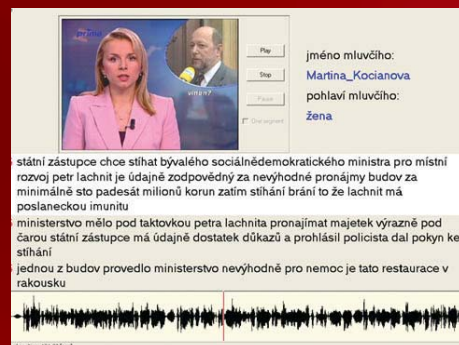 prima
Play
Stop
Pause
One segment
jméno mluvčího:
Martina_Kocianova
pohlaví mluvčího:
žena
státní zástupce chce stíhat bývalého sociálnědemokratického ministra pro místní
rozvoj petr lachnit je údajně zodpovědný za nevýhodné pronájmy budov za
minimálně sto padesát milionů korun zatím stíhání brání to že lachnit má
poslaneckou imunitu
ministerstvo mělo pod taktovkou petra lachnita pronajímat majetek výrazně pod
čarou státní zástupce má údajně dostatek důkazů a prohlásil policista dal pokyn ke
stíhání
jednou z budov provedlo ministerstvo nevýhodně pro nemoc je tato restaurace v
rakousku